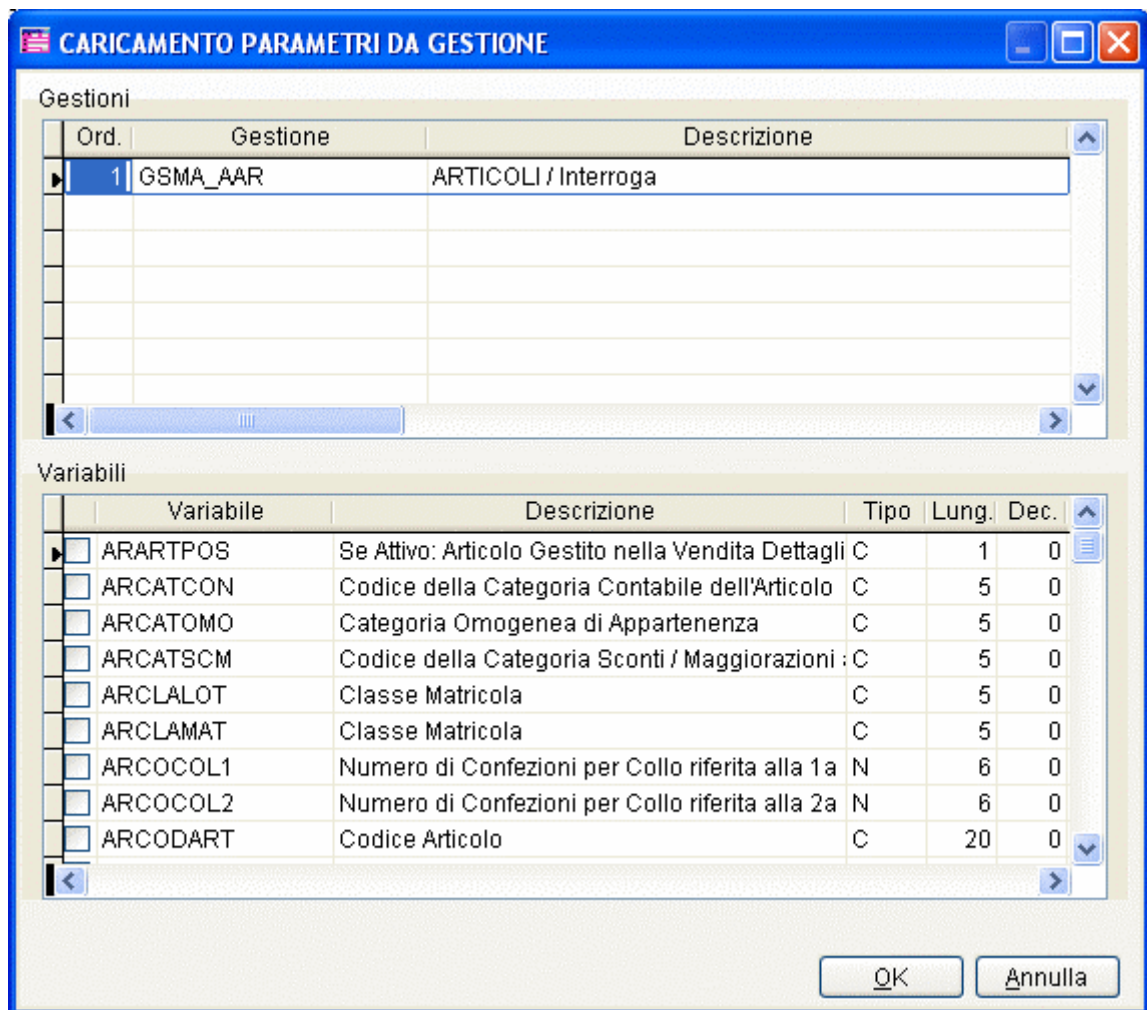 CARICAMENTO PARAMETRI DA GESTIONE
Gestioni
Ord. Gestione Descrizione
1 GSMA_AAR ARTICOLI / Interroga
Variabili
Variabile Descrizione Tipo Lung. Dec.
ARARTPOS Se Attivo: Articolo Gestito nella Vendita Dettagli C 1 0
ARCATCON Codice della Categoria Contabile dell'Articolo C 5 0
ARCATOMO Categoria Omogenea di Appartenenza C 5 0
ARCATSCM Codice della Categoria Sconti / Maggiorazioni C 5 0
ARCLALOT Classe Matricola C 5 0
ARCLAMAT Classe Matricola C 5 0
ARCOCOL1 Numero di Confezioni per Collo riferita alla 1a N 6 0
ARCOCOL2 Numero di Confezioni per Collo riferita alla 2a N 6 0
ARCODART Codice Articolo C 20 0
OK Annulla